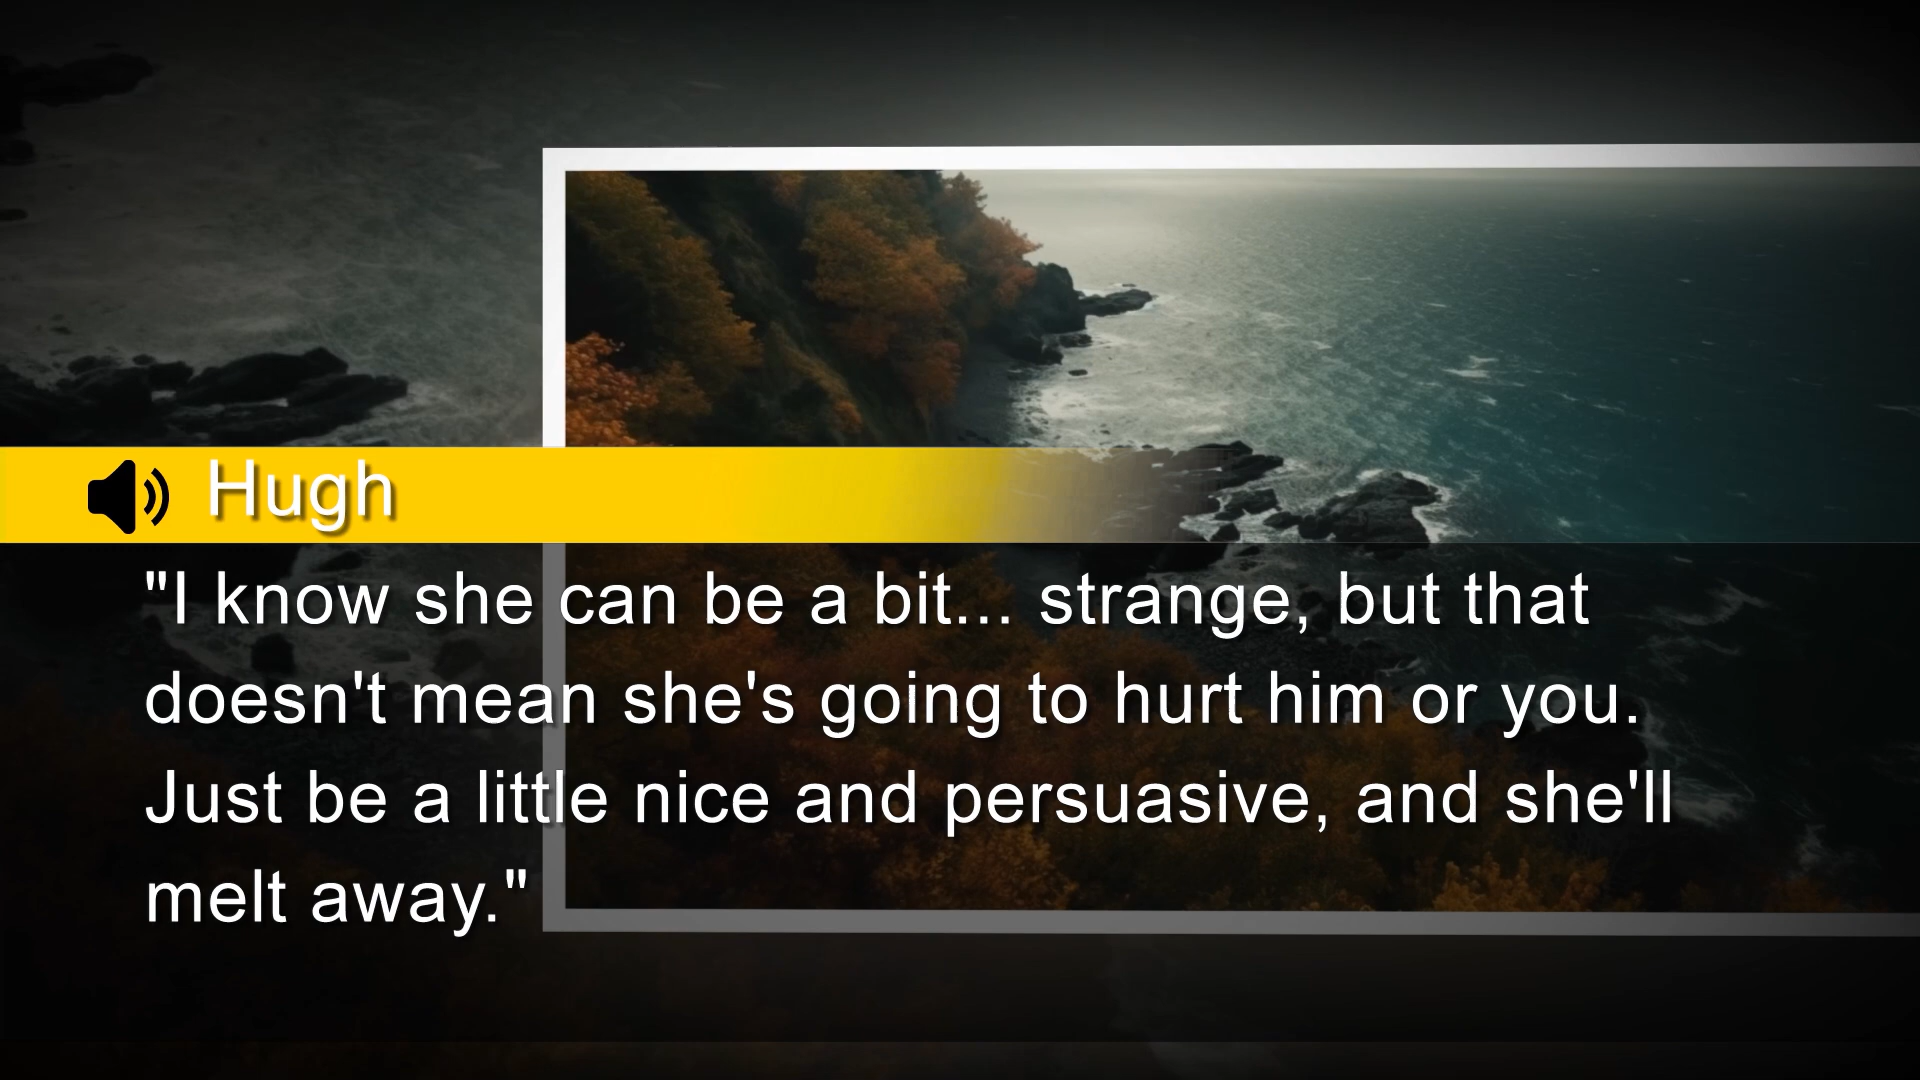 Hugh
"I know she can be a bit... strange, but that
doesn't mean she's going to hurt him or you.
Just be a little nice and persuasive, and she'll
melt away."